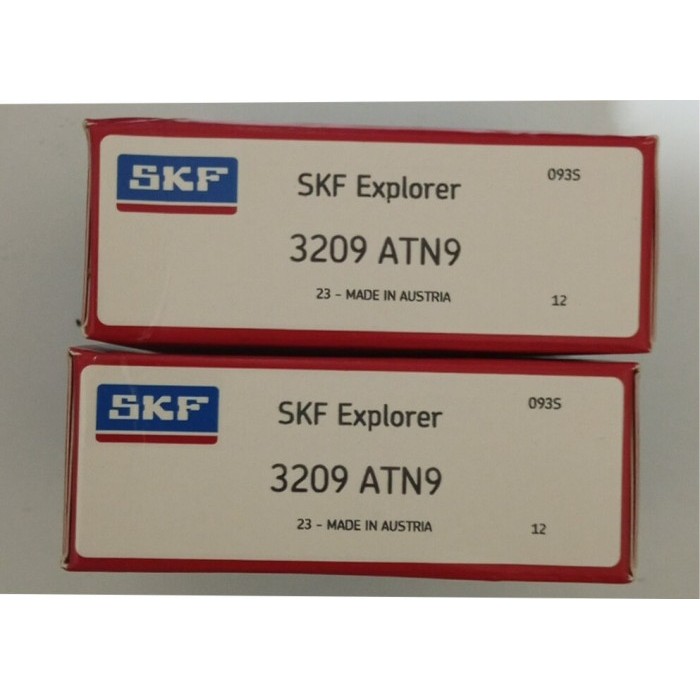 SKF
SKF Explorer
093S
3209 ATN9
23 - MADE IN AUSTRIA
12
SKF
SKF Explorer
093S
3209 ATN9
23 - MADE IN AUSTRIA
12